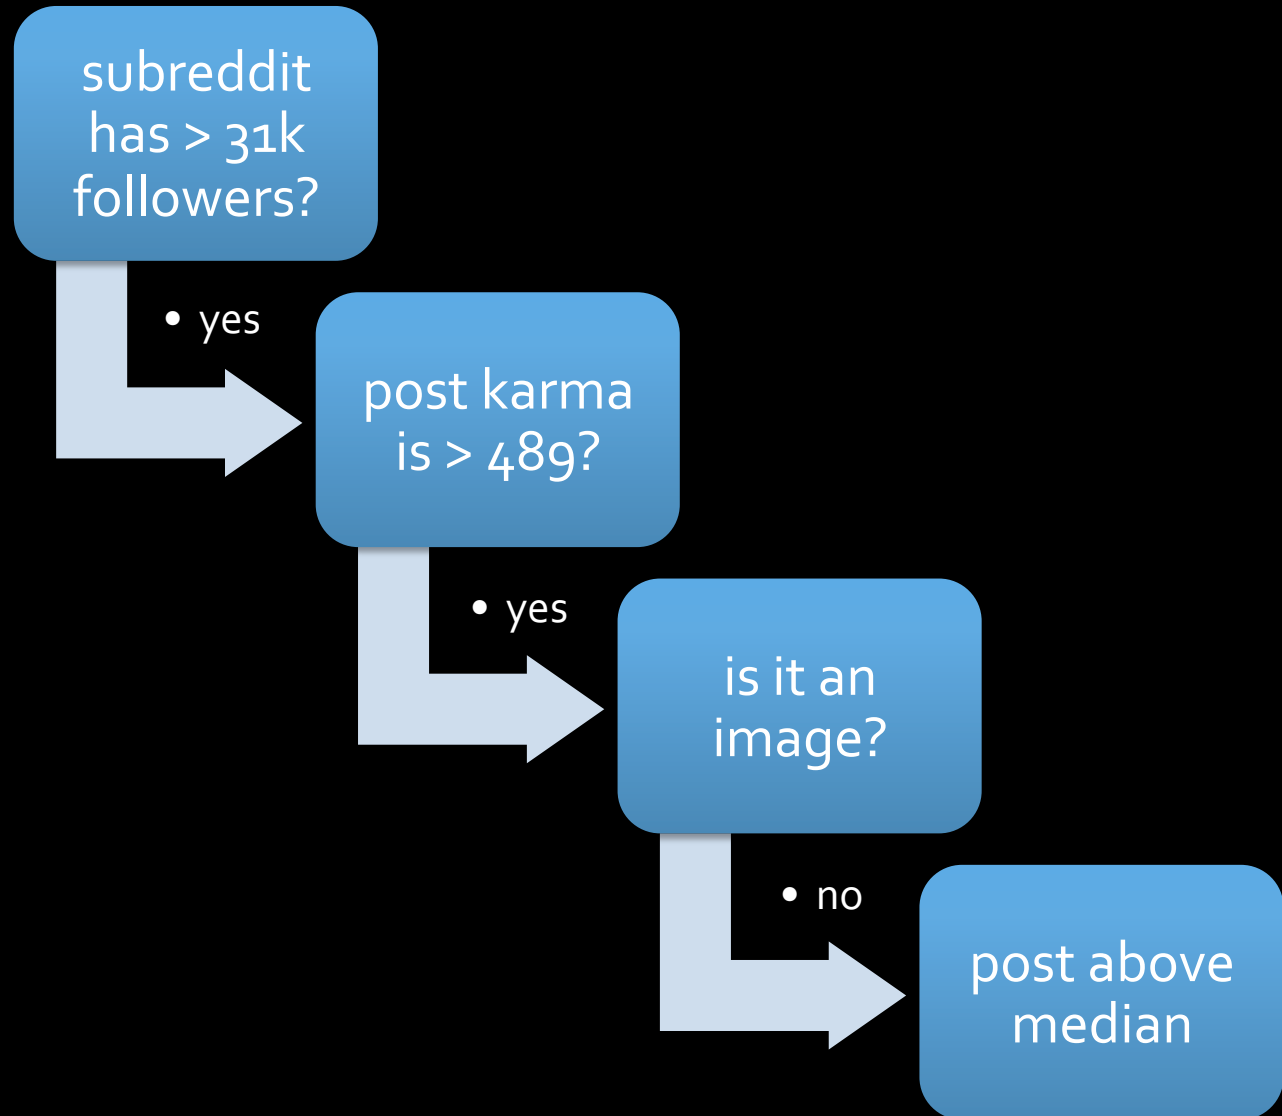 subreddit
has > 31k
followers?
• yes
post karma
is > 489?
• yes
is it an
image?
• no
post above
median